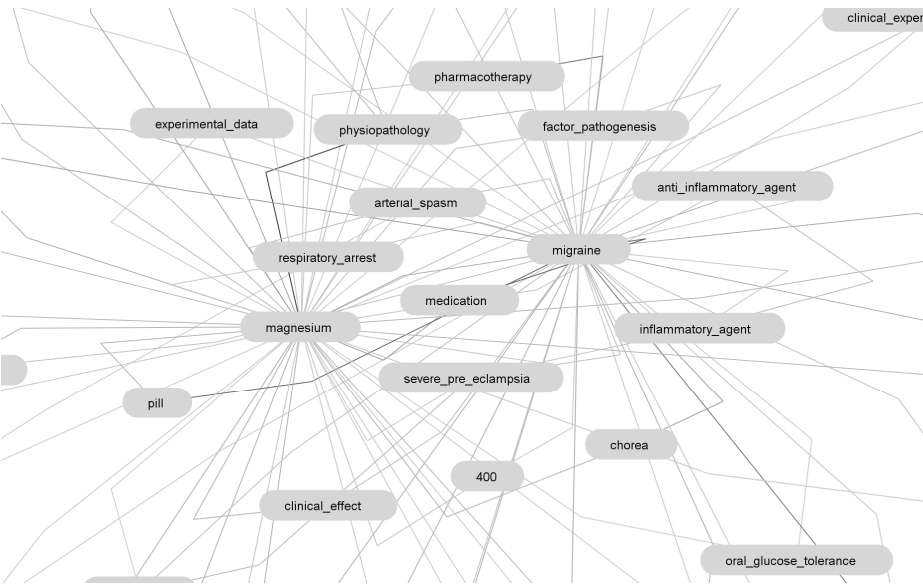 clinical_exper
pharmacotherapy
experimental_data
physiopathology
factor_pathogenesis
anti_inflammatory_agent
arterial_spasm
migraine
respiratory_arrest
medication
magnesium
inflammatory_agent
severe_pre_eclampsia
pill
chorea
400
clinical_effect
oral_glucose_tolerance